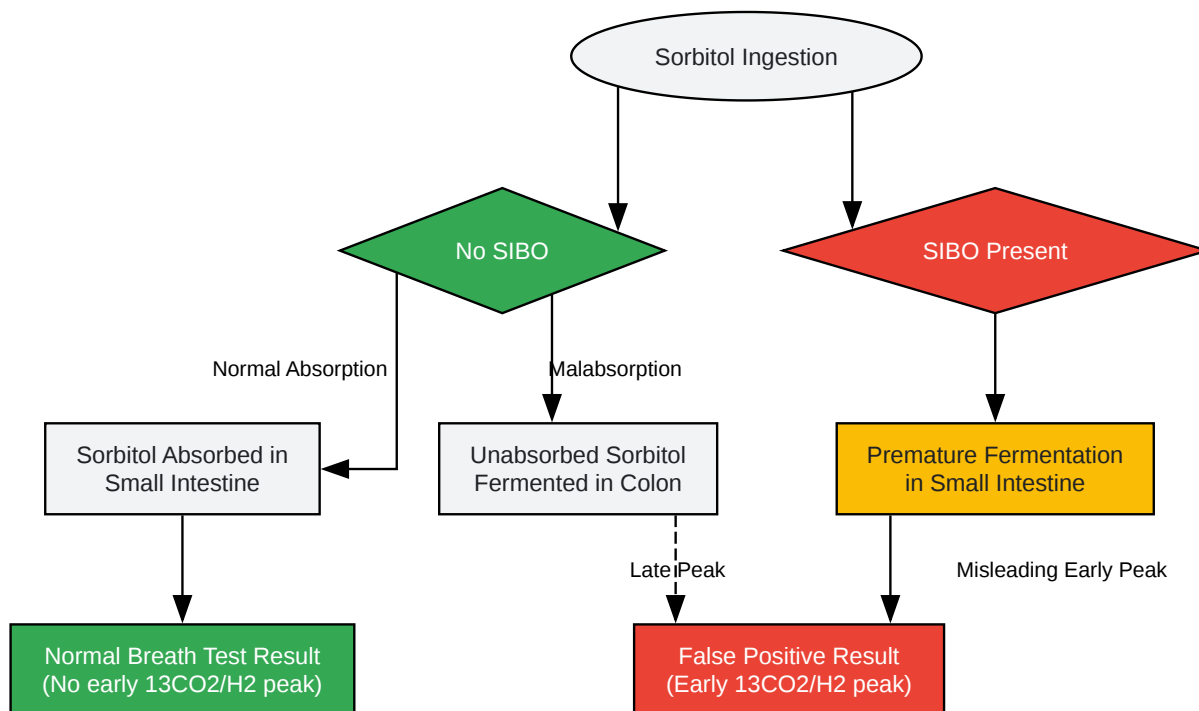 Sorbitol Ingestion
No SIBO
SIBO Present
Normal Absorption
Malabsorption
Sorbitol Absorbed in
Small Intestine
Unabsorbed Sorbitol
Fermented in Colon
Premature Fermentation
in Small Intestine
Late Peak
Misleading Early Peak
Normal Breath Test Result
(No early 13CO2/H2 peak)
False Positive Result
(Early 13CO2/H2 peak)